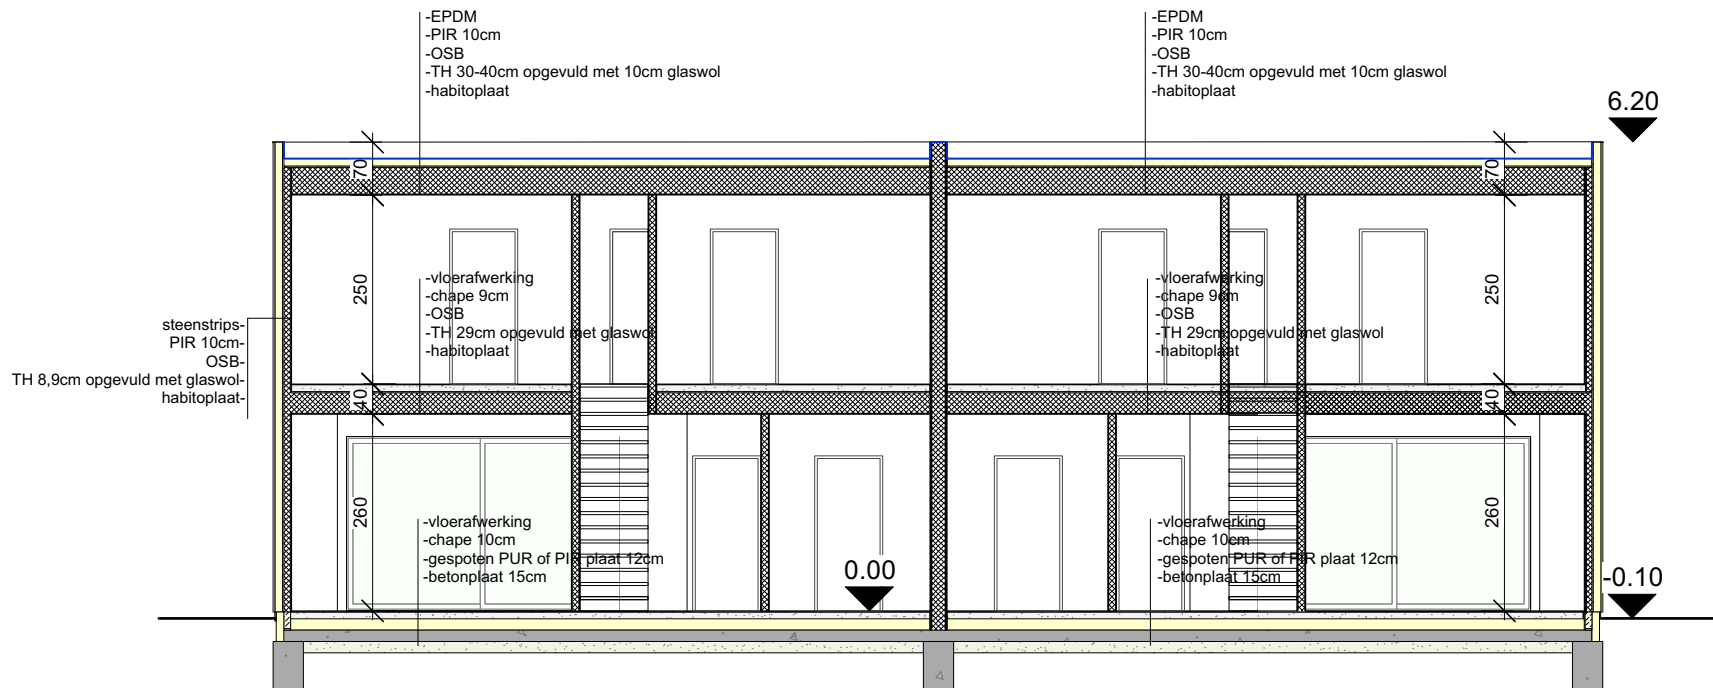 -EPDM
-PIR 10cm
-OSB
-TH 30-40cm opgevuld met 10cm glaswol
-habitoplaat
-EPDM
-PIR 10cm
-OSB
-TH 30-40cm opgevuld met 10cm glaswol
-habitoplaat
6.20
70
70
250
250
-vloerafwerking
-chape 9cm
-OSB
-TH 29cm opgevuld met glaswol
-habitoplaat
-vloerafwerking
-chape 9cm
-OSB
-TH 29cm opgevuld met glaswol
-habitoplaat
steenstrips-
PIR 10cm-
OSB-
TH 8,9cm opgevuld met glaswol-
habitoplaat-
40
40
260
260
-vloerafwerking
-chape 10cm
-gespoten PUR of PIR plaat 12cm
-betonplaat 15cm
-vloerafwerking
-chape 10cm
-gespoten PUR of PIR plaat 12cm
-betonplaat 15cm
0.00
-0.10